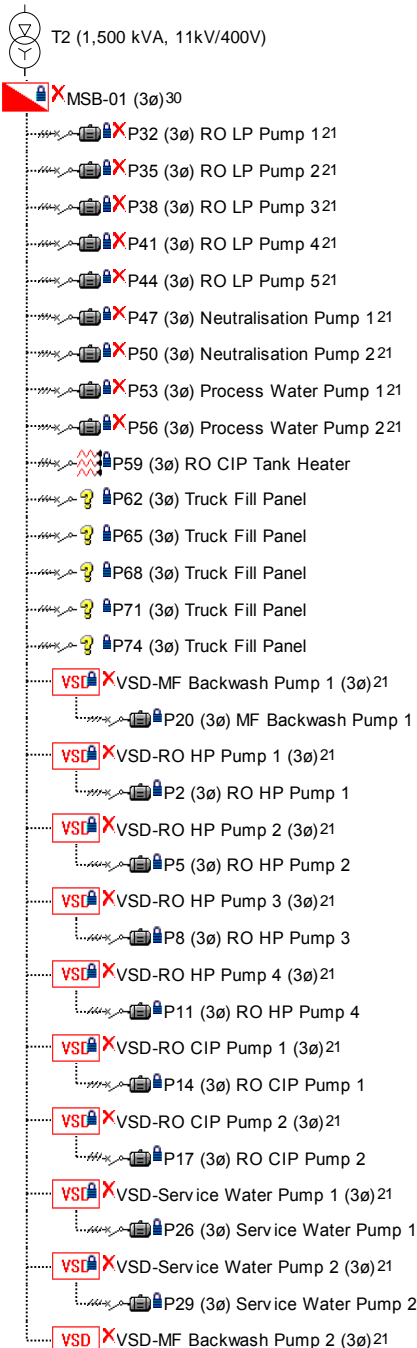 T2 (1,500 kVA, 11kV/400V)
MSB-01 (3ø)30
P32 (3ø) RO LP Pump 121
P35 (3ø) RO LP Pump 221
P38 (3ø) RO LP Pump 321
P41 (3ø) RO LP Pump 421
P44 (3ø) RO LP Pump 521
P47 (3ø) Neutralisation Pump 121
P50 (3ø) Neutralisation Pump 221
P53 (3ø) Process Water Pump 121
P56 (3ø) Process Water Pump 221
P59 (3ø) RO CIP Tank Heater
? P62 (3ø) Truck Fill Panel
? P65 (3ø) Truck Fill Panel
? P68 (3ø) Truck Fill Panel
? P71 (3ø) Truck Fill Panel
? P74 (3ø) Truck Fill Panel
VSD VSD-MF Backwash Pump 1 (3ø)21
P20 (3ø) MF Backwash Pump 1
VSD VSD-RO HP Pump 1 (3ø)21
P2 (3ø) RO HP Pump 1
VSD VSD-RO HP Pump 2 (3ø)21
P5 (3ø) RO HP Pump 2
VSD VSD-RO HP Pump 3 (3ø)21
P8 (3ø) RO HP Pump 3
VSD VSD-RO HP Pump 4 (3ø)21
P11 (3ø) RO HP Pump 4
VSD VSD-RO CIP Pump 1 (3ø)21
P14 (3ø) RO CIP Pump 1
VSD VSD-RO CIP Pump 2 (3ø)21
P17 (3ø) RO CIP Pump 2
VSD VSD-Service Water Pump 1 (3ø)21
P26 (3ø) Service Water Pump 1
VSD VSD-Service Water Pump 2 (3ø)21
P29 (3ø) Service Water Pump 2
VSD VSD-MF Backwash Pump 2 (3ø)21